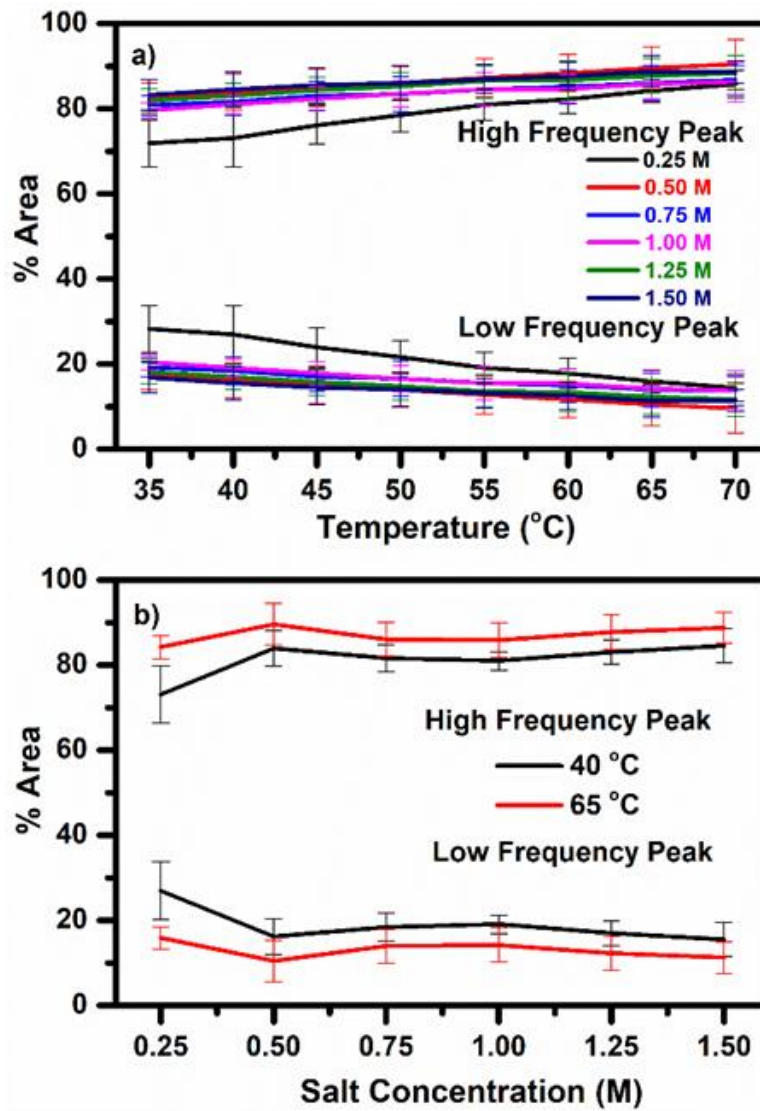 a)
100
80
60
40
20
0
% Area
High Frequency Peak
0.25 M
0.50 M
0.75 M
1.00 M
1.25 M
1.50 M
Low Frequency Peak
35 40 45 50 55 60 65 70
Temperature (°C)
b)
100
80
60
40
20
0
% Area
High Frequency Peak
40 °C
65 °C
Low Frequency Peak
0.25 0.50 0.75 1.00 1.25 1.50
Salt Concentration (M)